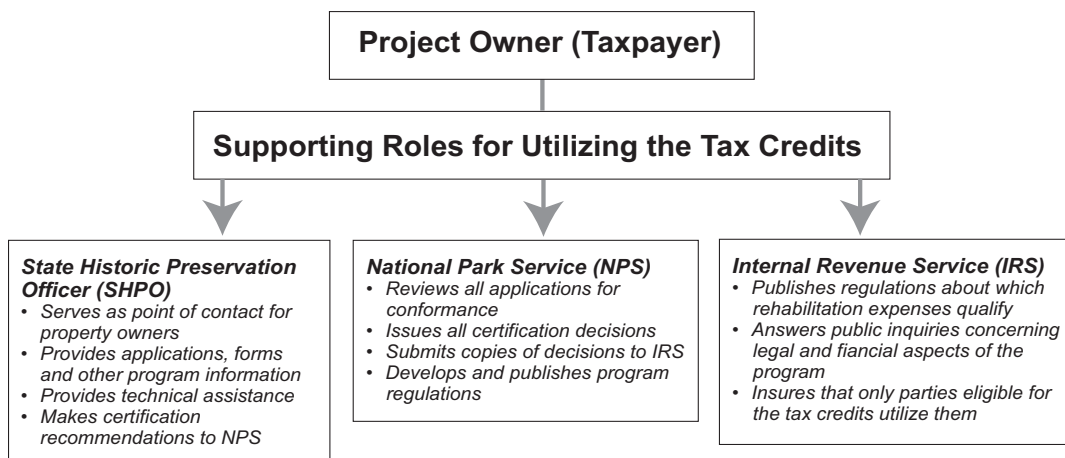 Project Owner (Taxpayer)
Supporting Roles for Utilizing the Tax Credits
State Historic Preservation
Officer (SHPO)
• Serves as point of contact for
property owners
• Provides applications, forms
and other program information
• Provides technical assistance
• Makes certification
recommendations to NPS
National Park Service (NPS)
• Reviews all applications for
conformance
• Issues all certification decisions
• Submits copies of decisions to IRS
• Develops and publishes program
regulations
Internal Revenue Service (IRS)
• Publishes regulations about which
rehabilitation expenses qualify
• Answers public inquiries concerning
legal and fiancial aspects of the
program
• Insures that only parties eligible for
the tax credits utilize them